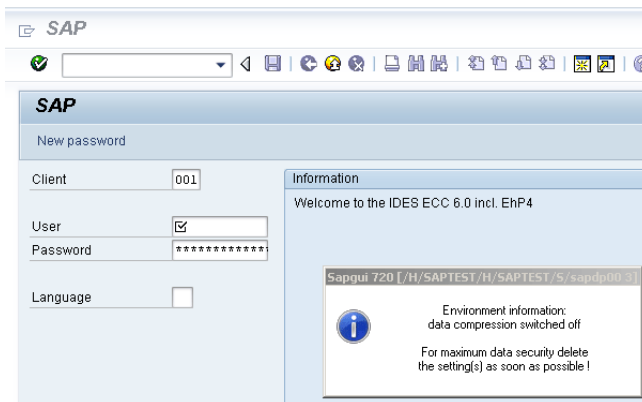 SAP
SAP
New password
Client 001
Information
Welcome to the IDES ECC 6.0 incl. EhP4
User
Password *************
Language
Sapgui 720 [/H/SAPTEST/H/SAPTEST/S/sapdp00 3]
Environment information:
data compression switched off
For maximum data security delete
the setting(s) as soon as possible !